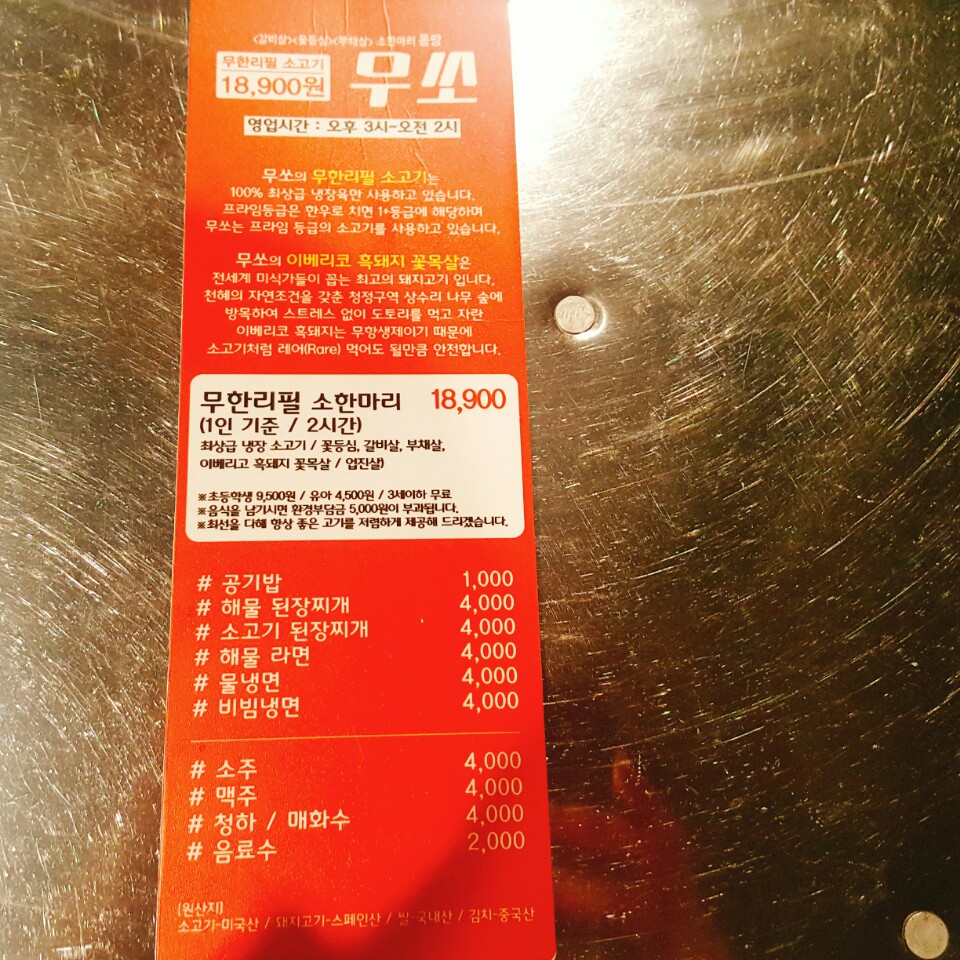 <갈비살><꽃등심><부채살> 소한마리 몽땅
무한리필 소고기
18,900원
무쏘
영업시간 : 오후 3시~오전 2시
무쏘의 무한리필 소고기는
100% 최상급 냉장육만 사용하고 있습니다.
프라임등급은 한우로 치면 1+등급에 해당하며
무쏘는 프라임 등급의 소고기를 사용하고 있습니다.
무쏘의 이베리코 흑돼지 꽃목살은
전세계 미식가들이 꼽는 최고의 돼지고기 입니다.
천혜의 자연조건을 갖춘 청정구역 상수리 나무 숲에
방목하여 스트레스 없이 도토리를 먹고 자란
이베리코 흑돼지는 무항생제이기 때문에
소고기처럼 레어(Rare) 먹어도 될만큼 안전합니다.
무한리필 소한마리 18,900
(1인 기준 / 2시간)
최상급 냉장 소고기 / 꽃등심, 갈비살, 부채살,
이베리고 흑돼지 꽃목살 / 업진살)
※초등학생 9,500원 / 유아 4,500원 / 3세이하 무료
※음식을 남기시면 환경부담금 5,000원이 부과됩니다.
※최선을 다해 항상 좋은 고기를 저렴하게 제공해 드리겠습니다.
# 공기밥 1,000
# 해물 된장찌개 4,000
# 소고기 된장찌개 4,000
# 해물 라면 4,000
# 물냉면 4,000
# 비빔냉면 4,000
# 소주 4,000
# 맥주 4,000
# 청하 / 매화수 4,000
# 음료수 2,000
[원산지]
소고기-미국산 / 돼지고기-스페인산 / 쌀-국내산 / 김치-중국산